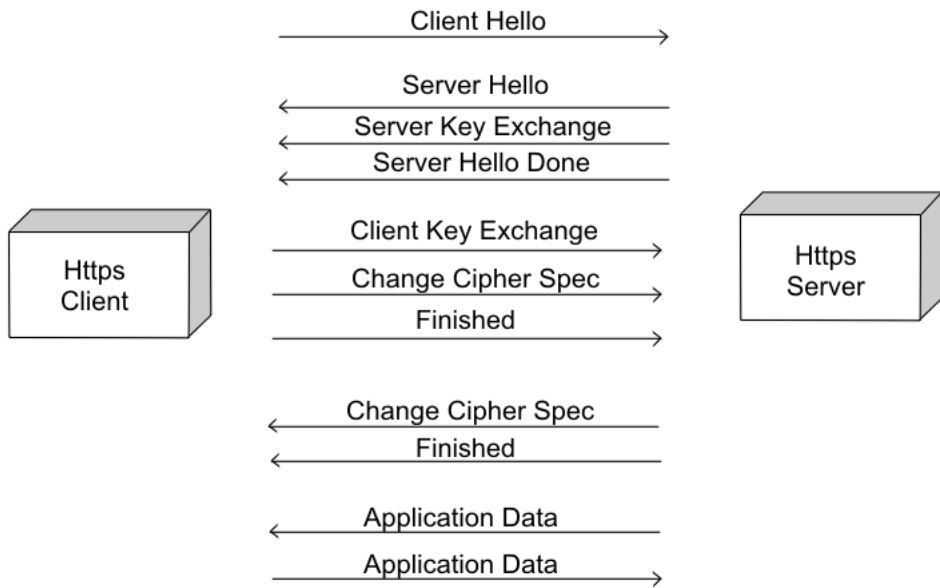 Client Hello
Server Hello
Server Key Exchange
Server Hello Done
Https
Client
Client Key Exchange
Change Cipher Spec
Finished
Https
Server
Change Cipher Spec
Finished
Application Data
Application Data